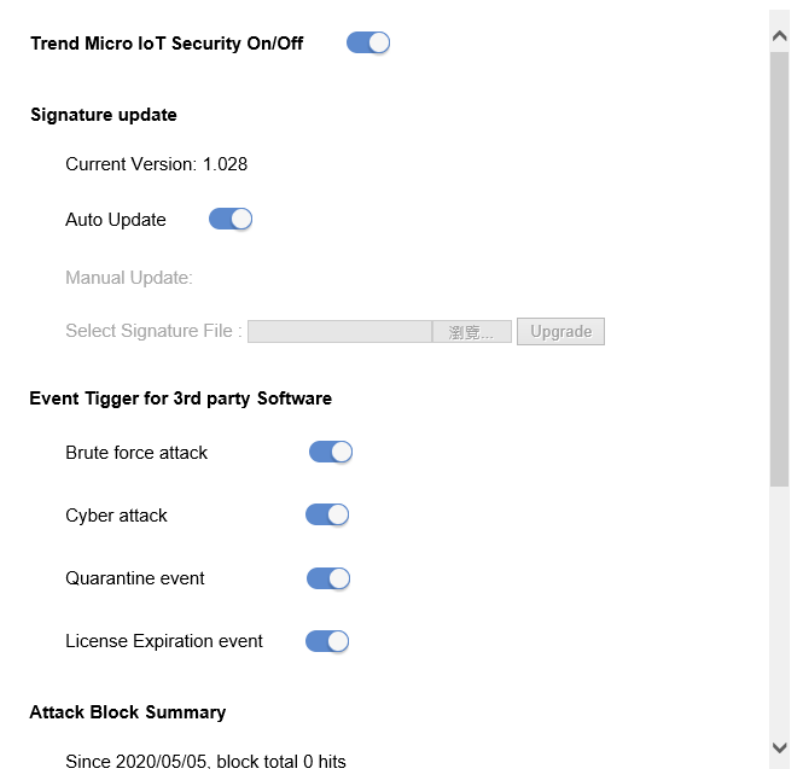 Trend Micro IoT Security On/Off
Signature update
Current Version: 1.028
Auto Update
Manual Update:
Select Signature File : 瀏覽... Upgrade
Event Tigger for 3rd party Software
Brute force attack
Cyber attack
Quarantine event
License Expiration event
Attack Block Summary
Since 2020/05/05, block total 0 hits